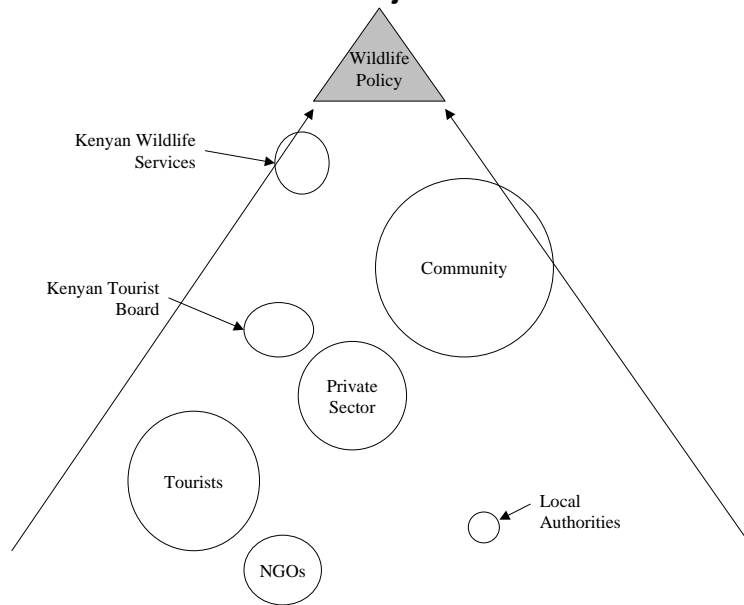 Wildlife
Policy
Kenyan Wildlife
Services
Community
Kenyan Tourist
Board
Private
Sector
Tourists
Local
Authorities
NGOs